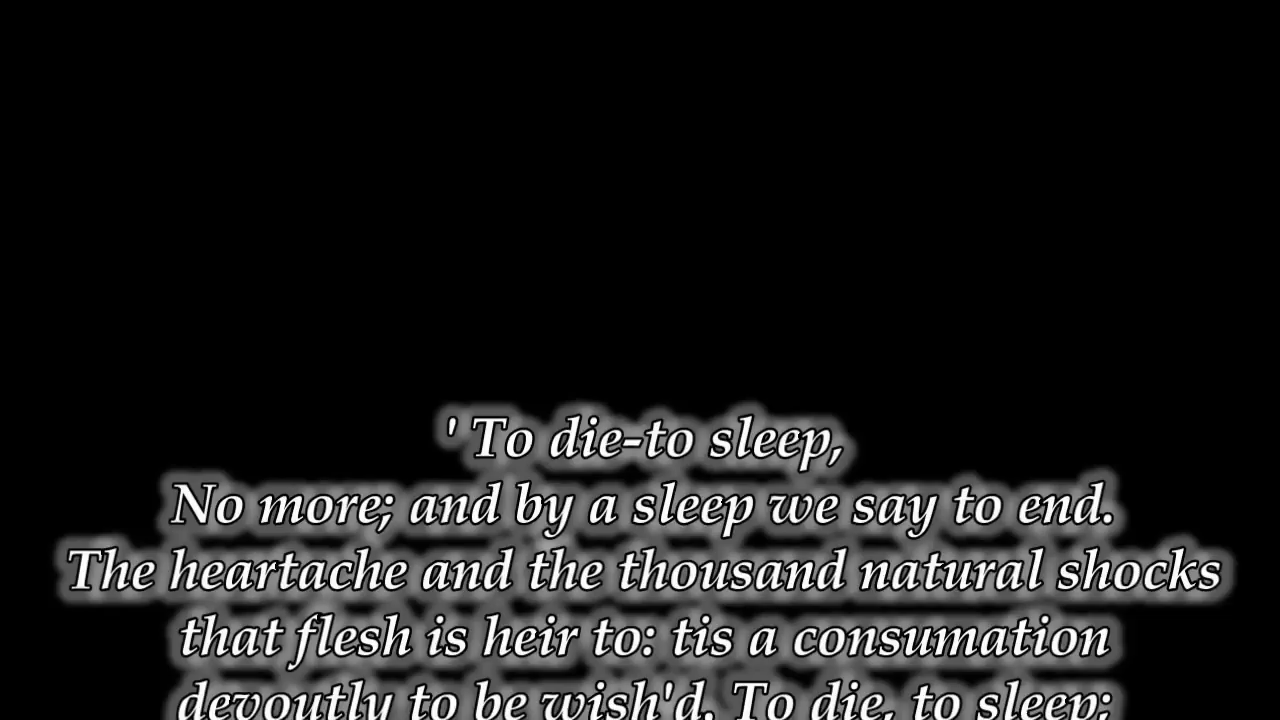 ' To die-to sleep,
No more; and by a sleep we say to end.
The heartache and the thousand natural shocks
that flesh is heir to: tis a consumation
devoutly to be wish'd. To die, to sleep;